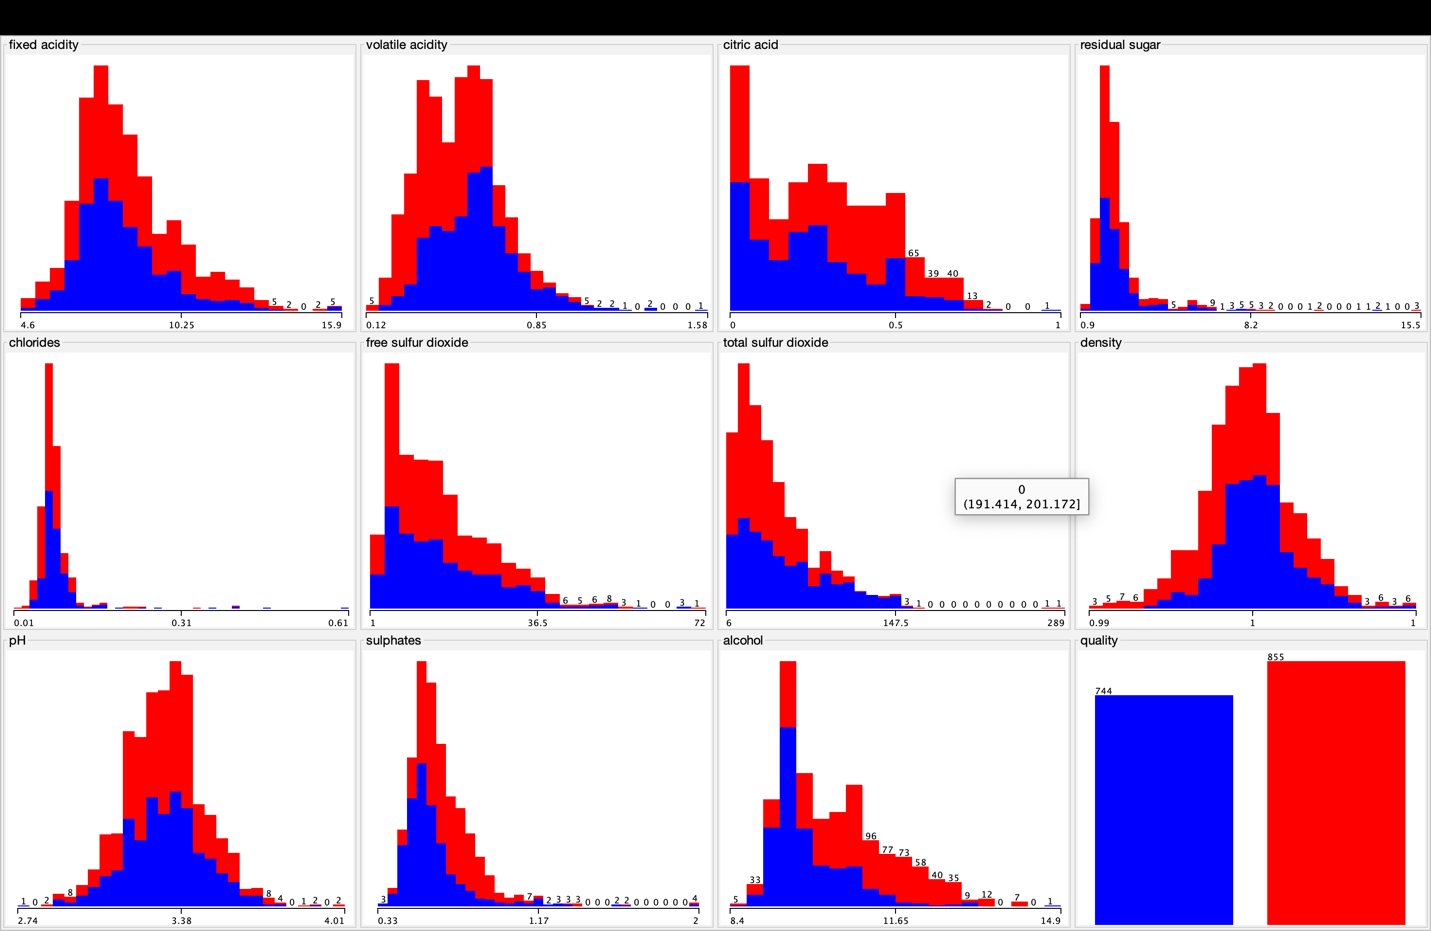 fixed acidity
5 2 0 2 5
4.6 10.25 15.9
volatile acidity
5 5 2 2 1 0 2 0 0 0 1
0.12 0.85 1.58
citric acid
65
39 40
13
2 0 0 1
0 0.5 1
residual sugar
5 9 1 3 5 5 3 2 0 0 0 1 2 0 0 0 1 1 2 1 0 0 3
0.9 8.2 15.5
chlorides
0.01 0.31 0.61
free sulfur dioxide
6 5 6 8 3 1 0 0 3 1
1 36.5 72
total sulfur dioxide
0
(191.414, 201.172]
3 1 0 0 0 0 0 0 0 0 0 0 1 1
6 147.5 289
density
3 5 7 6 3 6 3 6
0.99 1 1
pH
1 0 2 8 8 4 0 1 2 0 2
2.74 3.38 4.01
sulphates
3 7 2 3 3 3 0 0 0 2 2 0 0 0 0 0 0 4
0.33 1.17 2
alcohol
96
77 73
58
40 35
33
5 9 12 0 7 0 1
8.4 11.65 14.9
quality
855
744